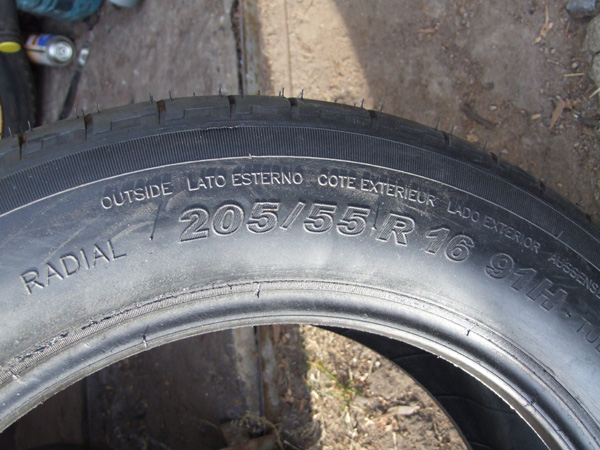 OUTSIDE LATO ESTERNO COTE EXTERIEUR LADO EXTERIOR
RADIAL 205/55 R 16 91H -